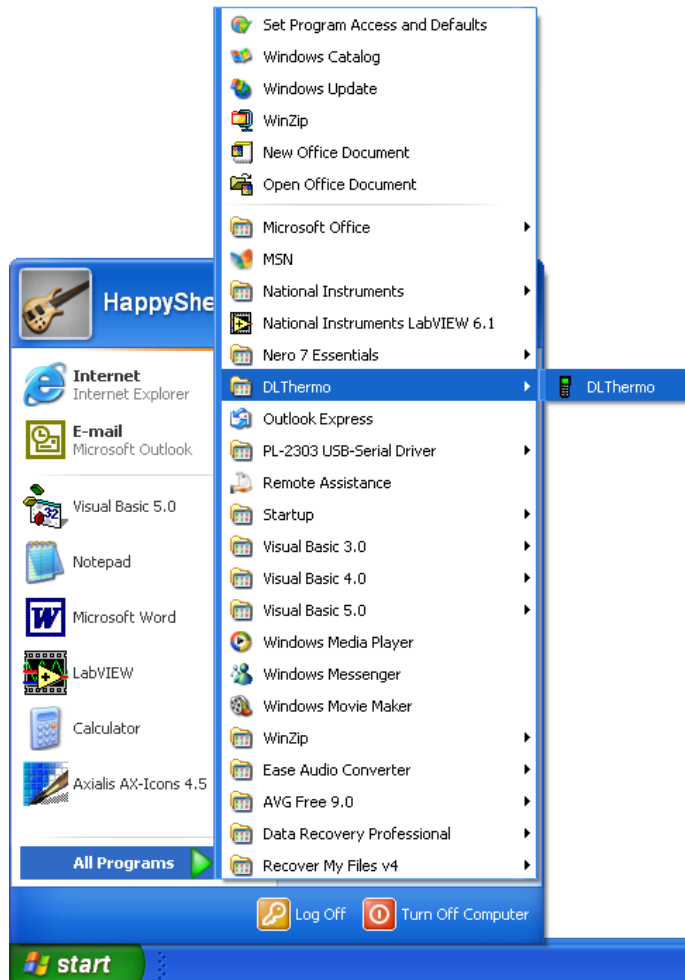 Set Program Access and Defaults
Windows Catalog
Windows Update
WinZip
New Office Document
Open Office Document
Microsoft Office
MSN
National Instruments
National Instruments LabVIEW 6.1
Nero 7 Essentials
DLThermo
DLThermo
Outlook Express
PL-2303 USB-Serial Driver
Remote Assistance
Startup
Visual Basic 3.0
Visual Basic 4.0
Visual Basic 5.0
Windows Media Player
Windows Messenger
Windows Movie Maker
WinZip
Ease Audio Converter
AVG Free 9.0
Data Recovery Professional
Recover My Files v4
HappyShe
Internet
Internet Explorer
E-mail
Microsoft Outlook
32
Visual Basic 5.0
Notepad
W
Microsoft Word
LabVIEW
Calculator
Axialis AX-Icons 4.5
All Programs
Log Off
Turn Off Computer
start